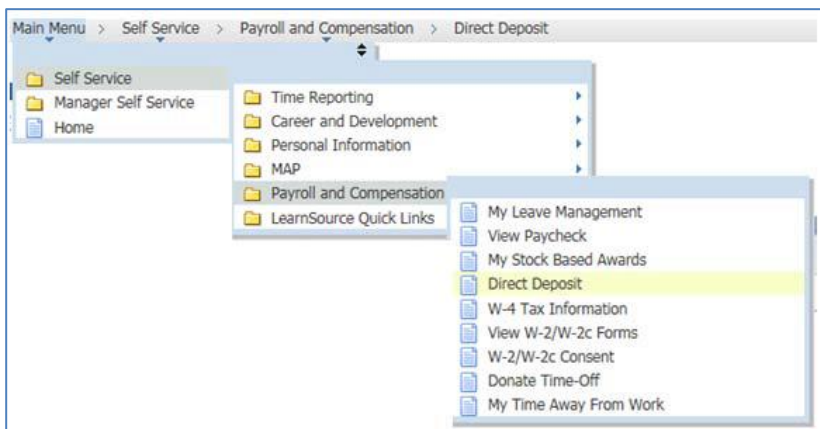 Main Menu > Self Service > Payroll and Compensation > Direct Deposit
Self Service
Manager Self Service
Home
Time Reporting
Career and Development
Personal Information
MAP
Payroll and Compensation
LearnSource Quick Links
My Leave Management
View Paycheck
My Stock Based Awards
Direct Deposit
W-4 Tax Information
View W-2/W-2c Forms
W-2/W-2c Consent
Donate Time-Off
My Time Away From Work